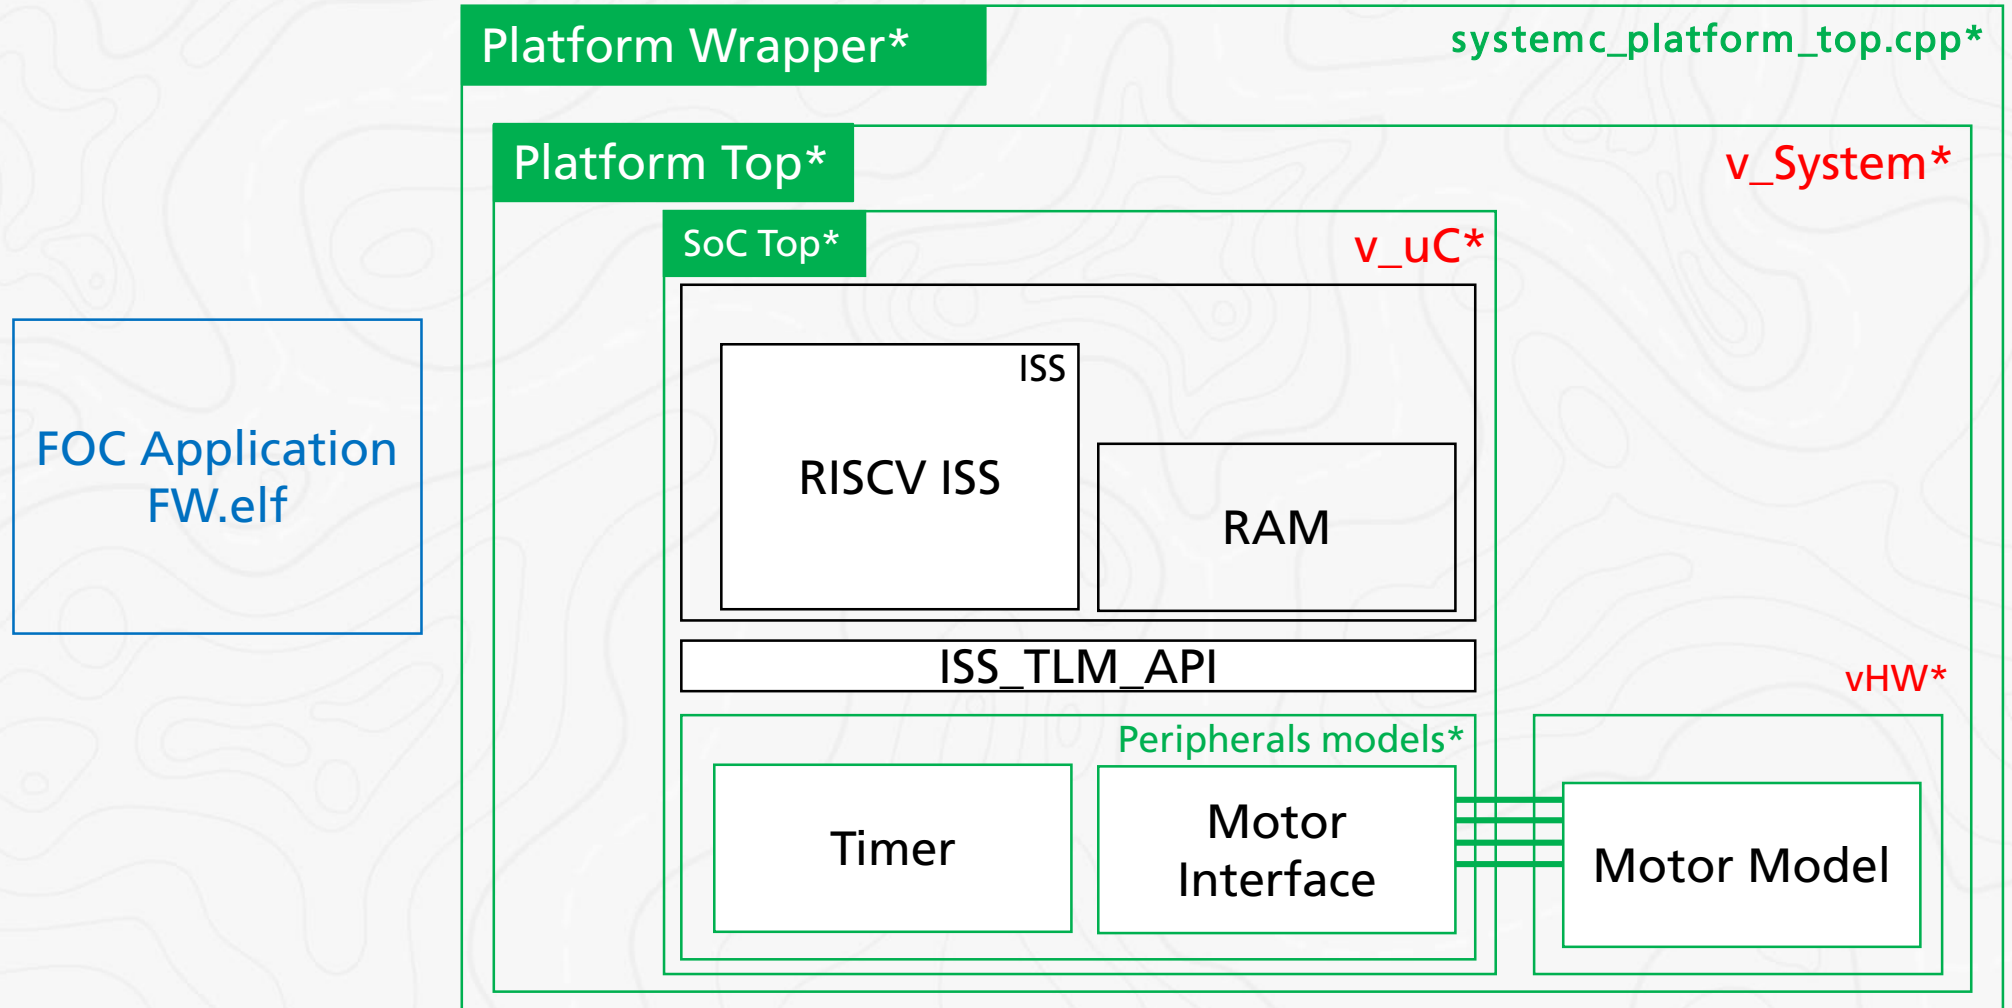 Platform Wrapper*
systemc_platform_top.cpp*
Platform Top*
v_System*
SoC Top*
v_uC*
ISS
RISCV ISS
RAM
FOC Application
FW.elf
ISS_TLM_API
vHW*
Peripherals models*
Timer
Motor
Interface
Motor Model